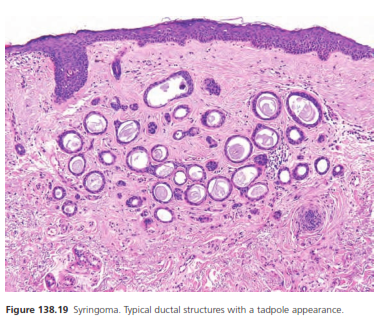 Figure 138.19 Syringoma. Typical ductal structures with a tadpole appearance.